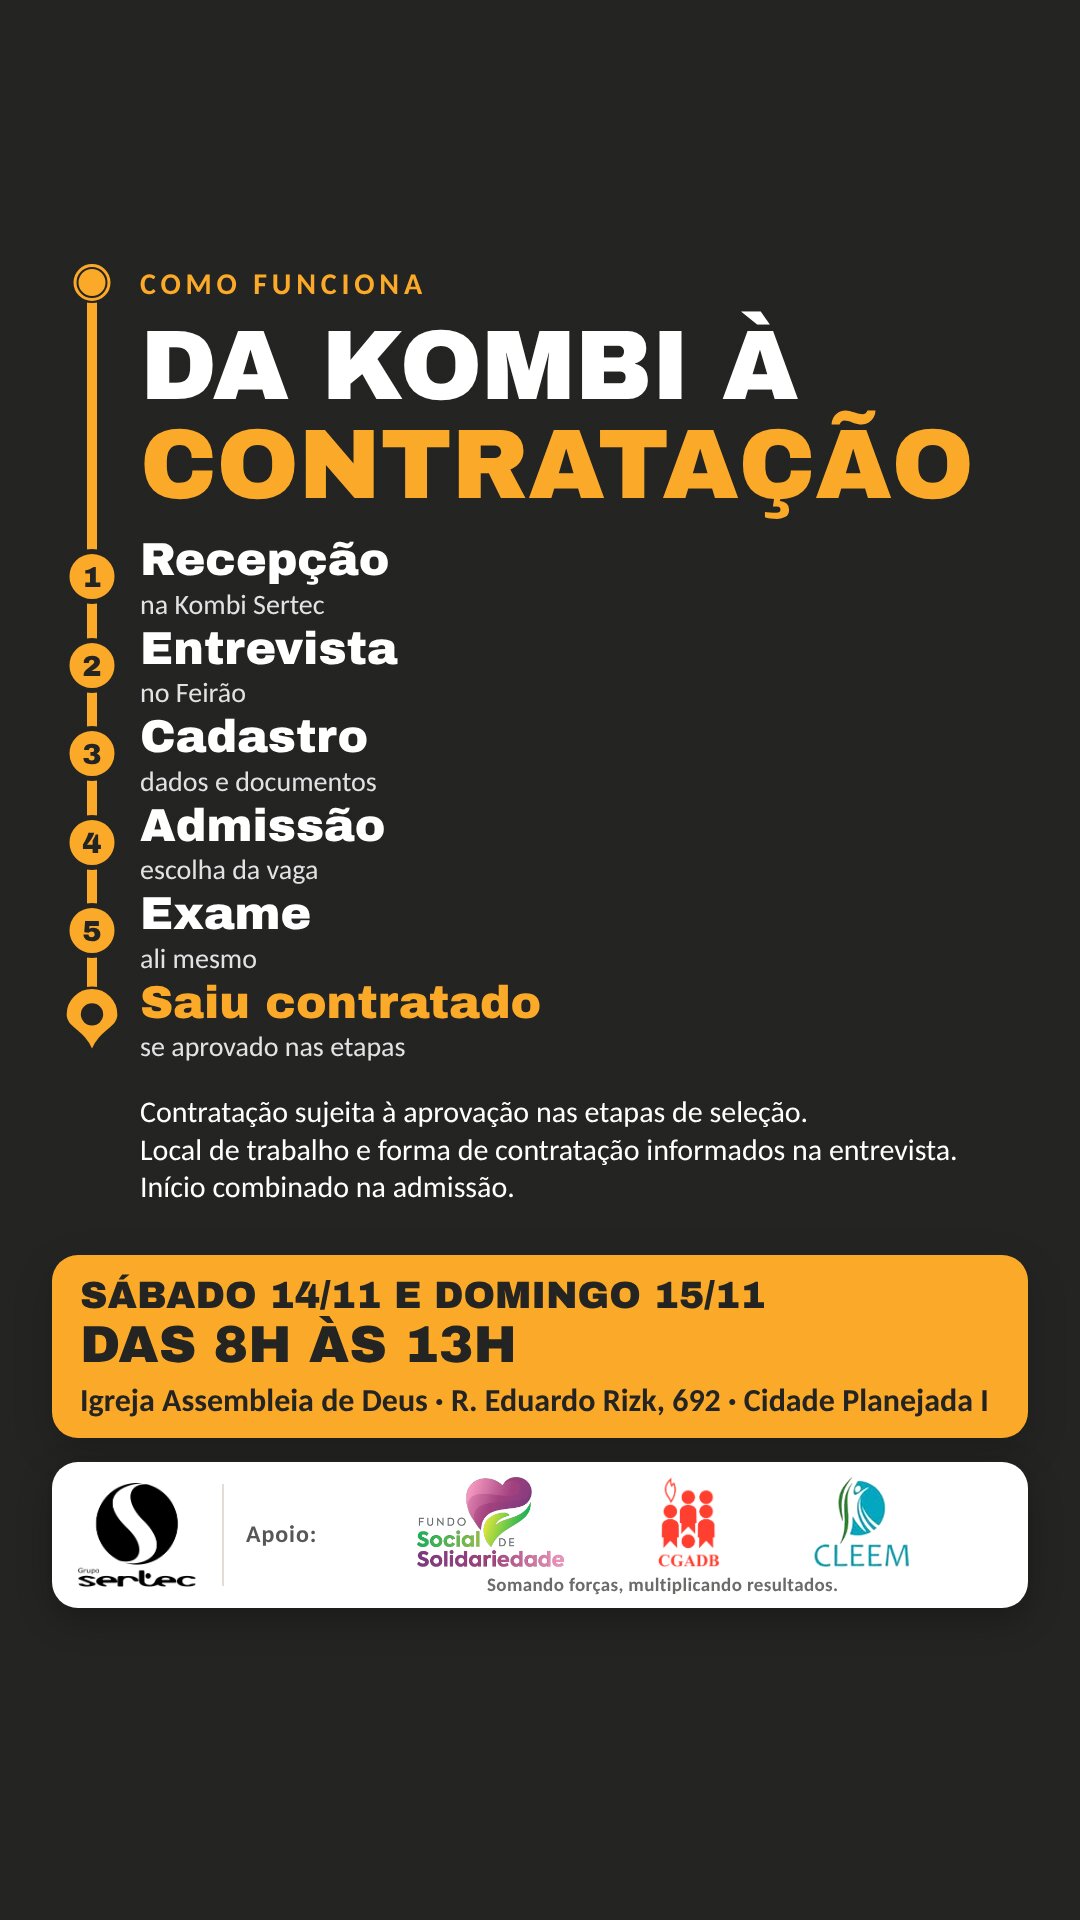 COMO FUNCIONA
DA KOMBI À
CONTRATAÇÃO
1 Recepção
na Kombi Sertec
2 Entrevista
no Feirão
3 Cadastro
dados e documentos
4 Admissão
escolha da vaga
5 Exame
ali mesmo
Saiu contratado
se aprovado nas etapas
Contratação sujeita à aprovação nas etapas de seleção.
Local de trabalho e forma de contratação informados na entrevista.
Início combinado na admissão.
SÁBADO 14/11 E DOMINGO 15/11
DAS 8H ÀS 13H
Igreja Assembleia de Deus · R. Eduardo Rizk, 692 · Cidade Planejada I
Grupo
sertec
Apoio:
FUNDO
Social DE
Solidariedade
CGADB
CLEEM
Somando forças, multiplicando resultados.